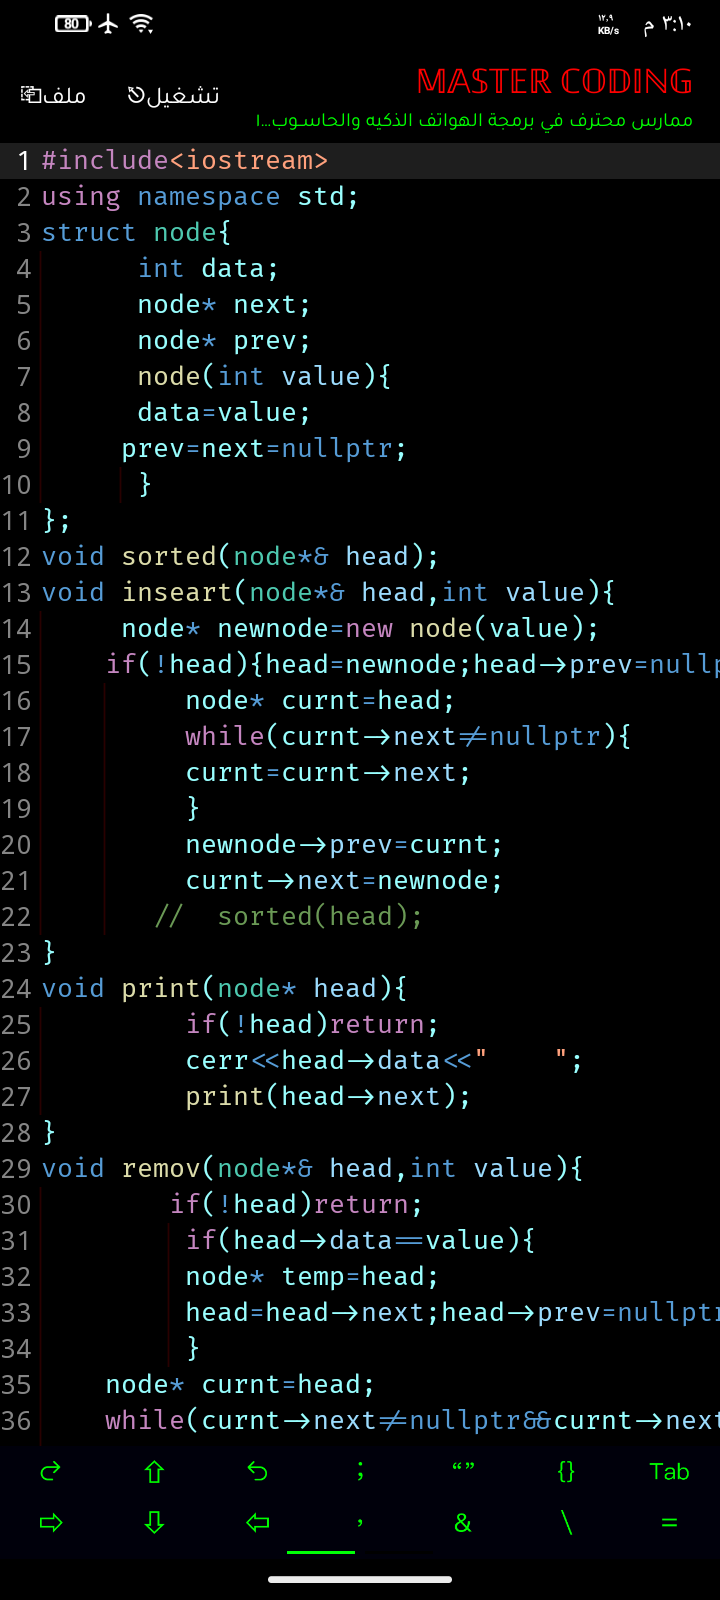 80
١٢,٩
KB/s
٣:١٠ م
MASTER CODING
ملف
تشغيل
ممارس محترف في برمجة الهواتف الذكيه والحاسوب...ا
1 #include<iostream>
2 using namespace std;
3 struct node{
4 int data;
5 node* next;
6 node* prev;
7 node(int value){
8 data=value;
9 prev=next=nullptr;
10 }
11 };
12 void sorted(node*& head);
13 void inseart(node*& head,int value){
14 node* newnode=new node(value);
15 if(!head){head=newnode;head->prev=nullp
16 node* curnt=head;
17 while(curnt->next!=nullptr){
18 curnt=curnt->next;
19 }
20 newnode->prev=curnt;
21 curnt->next=newnode;
22 // sorted(head);
23 }
24 void print(node* head){
25 if(!head)return;
26 cerr<<head->data<<"    ";
27 print(head->next);
28 }
29 void remov(node*& head,int value){
30 if(!head)return;
31 if(head->data==value){
32 node* temp=head;
33 head=head->next;head->prev=nullptr
34 }
35 node* curnt=head;
36 while(curnt->next!=nullptr&&curnt->next
; “” {} Tab
, & \ =